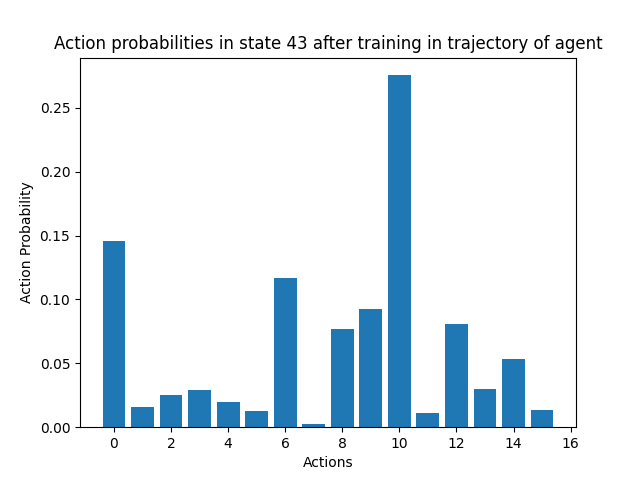 Action probabilities in state 43 after training in trajectory of agent
Action Probability
0.25
0.20
0.15
0.10
0.05
0.00
0 2 4 6 8 10 12 14 16
Actions